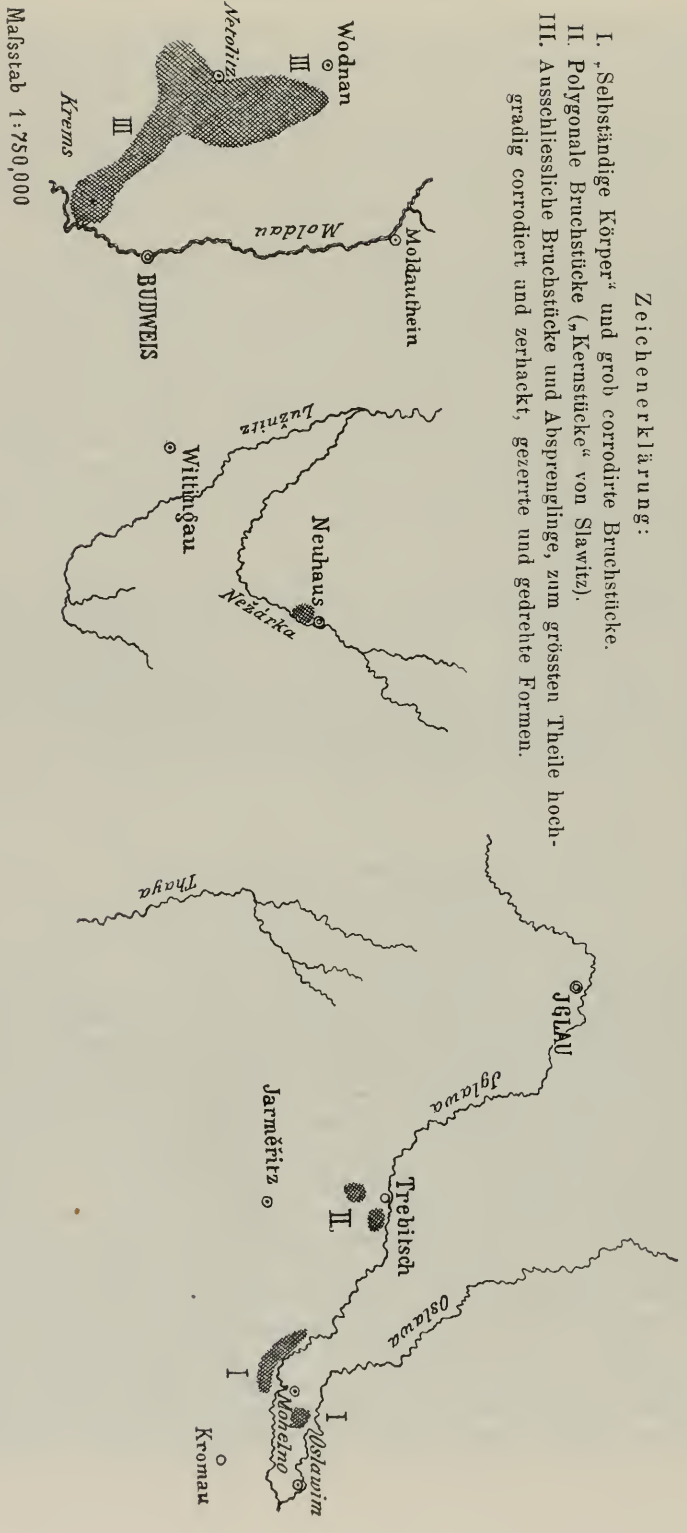 Zeichenerklärung:
I. „Selbständige Körper“ und grob corrodirte Bruchstücke.
II. Polygonale Bruchstücke („Kernstücke“ von Slawitz).
III. Ausschliessliche Bruchstücke und Absprenglinge, zum grössten Theile hoch-
gradig corrodiert und zerhackt, gezerrte und gedrehte Formen.
Wodnan
III
Netolitz
III
Krems
Moldau
Moldauthein
BUDWEIS
Lužnitz
Wittingau
Neuhaus
Nežárka
Thaya
JGLAU
Jglawa
Jarměřitz
Trebitsch
II.
Oslawa
I
I
Mohelno
Oslawim
Kromau
Maſsstab 1:750,000